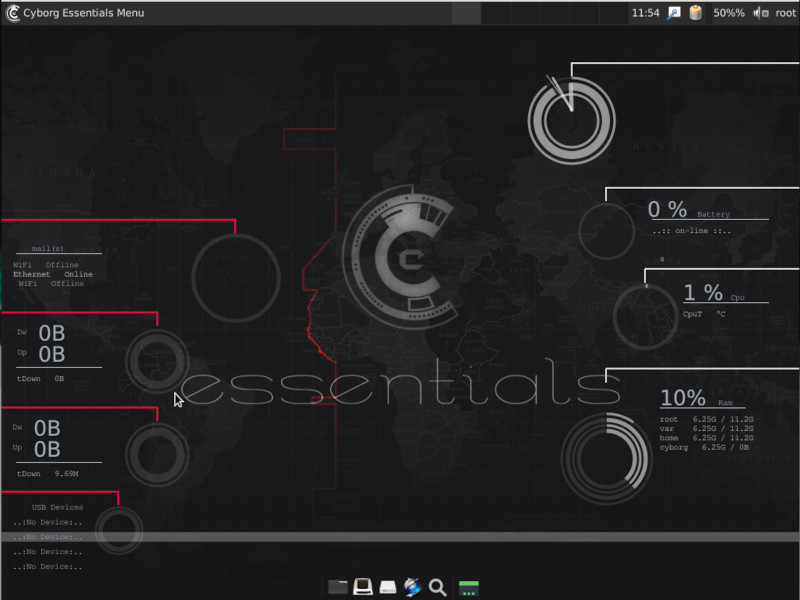 Cyborg Essentials Menu
11:54 50%% root
CANADA
RUSSIA
0 % Battery
..:: on-line ::..
mail(s)
WiFi Offline
Ethernet Online
WiFi Offline
1 % Cpu
CpuT °C
Dw 0B
Up 0B
tDown 0B
essentials
10% Ram
root 6.25G / 11.2G
var 6.25G / 11.2G
home 6.25G / 11.2G
cyborg 6.25G / 0B
Dw 0B
Up 0B
tDown 9.69M
USB Devices
..:No Device:..
..:No Device:..
..:No Device:..
..:No Device:..